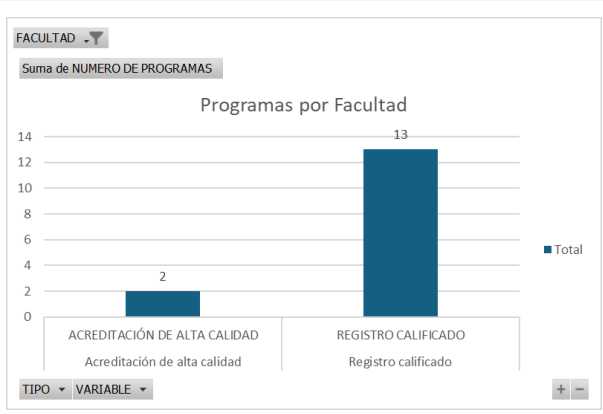 FACULTAD
Suma de NUMERO DE PROGRAMAS
Programas por Facultad
14
13
12
10
8
6
4
2
2
0
Total
ACREDITACIÓN DE ALTA CALIDAD REGISTRO CALIFICADO
Acreditación de alta calidad Registro calificado
TIPO VARIABLE + -